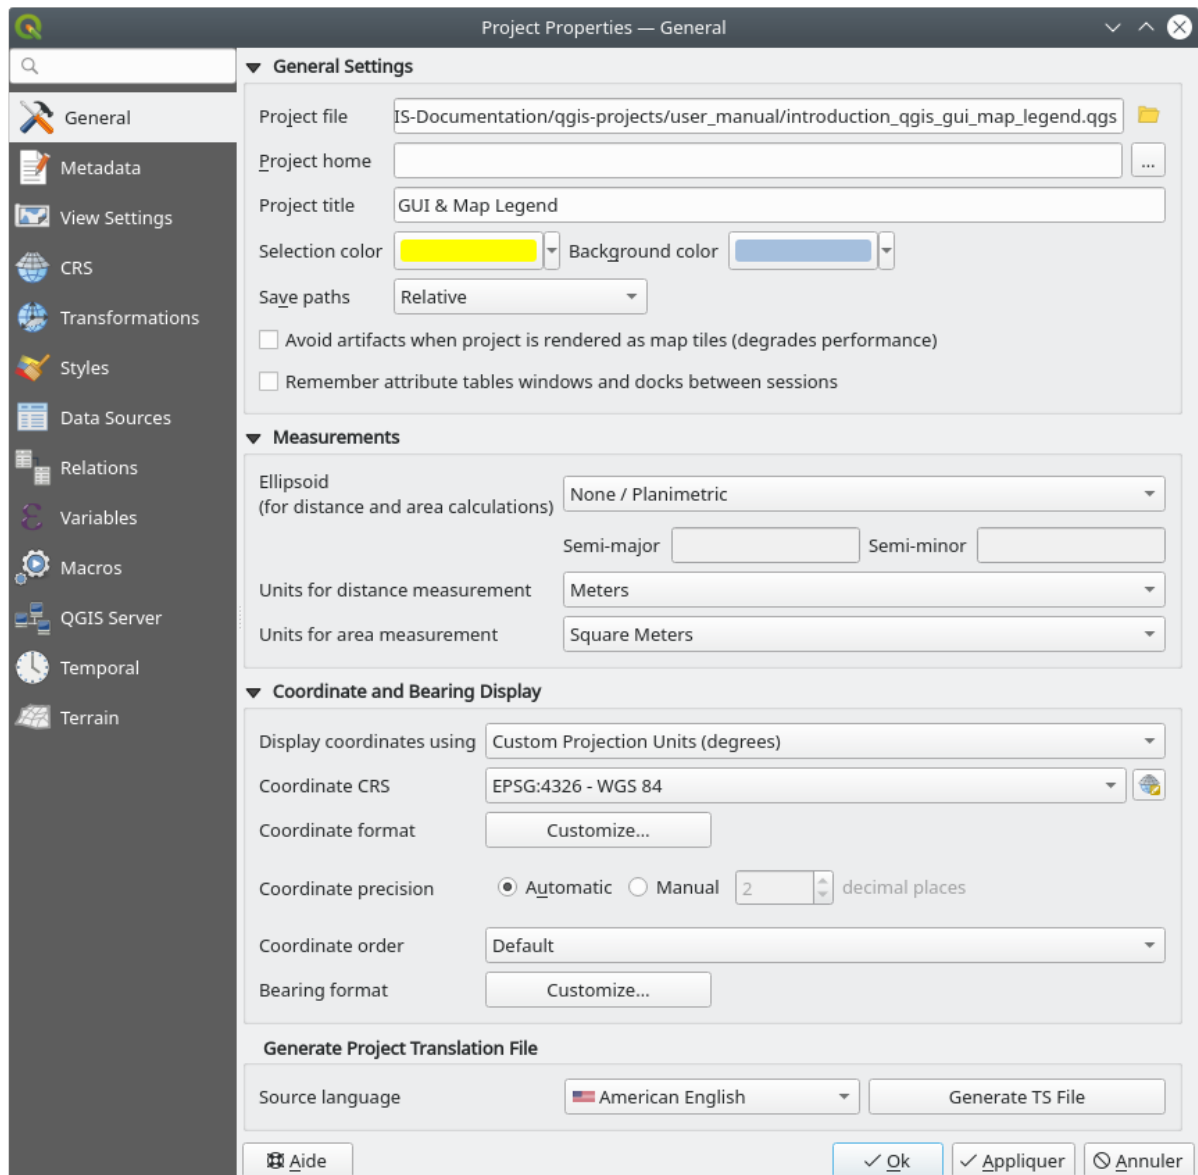 Project Properties — General
General
Metadata
View Settings
CRS
Transformations
Styles
Data Sources
Relations
Variables
Macros
QGIS Server
Temporal
Terrain
General Settings
Project file IS-Documentation/qgis-projects/user_manual/introduction_qgis_gui_map_legend.qgs
Project home ...
Project title GUI & Map Legend
Selection color Background color
Save paths Relative
Avoid artifacts when project is rendered as map tiles (degrades performance)
Remember attribute tables windows and docks between sessions
Measurements
Ellipsoid
(for distance and area calculations) None / Planimetric
Semi-major Semi-minor
Units for distance measurement Meters
Units for area measurement Square Meters
Coordinate and Bearing Display
Display coordinates using Custom Projection Units (degrees)
Coordinate CRS EPSG:4326 - WGS 84
Coordinate format Customize...
Coordinate precision Automatic Manual 2 decimal places
Coordinate order Default
Bearing format Customize...
Generate Project Translation File
Source language American English Generate TS File
Aide Ok Appliquer Annuler